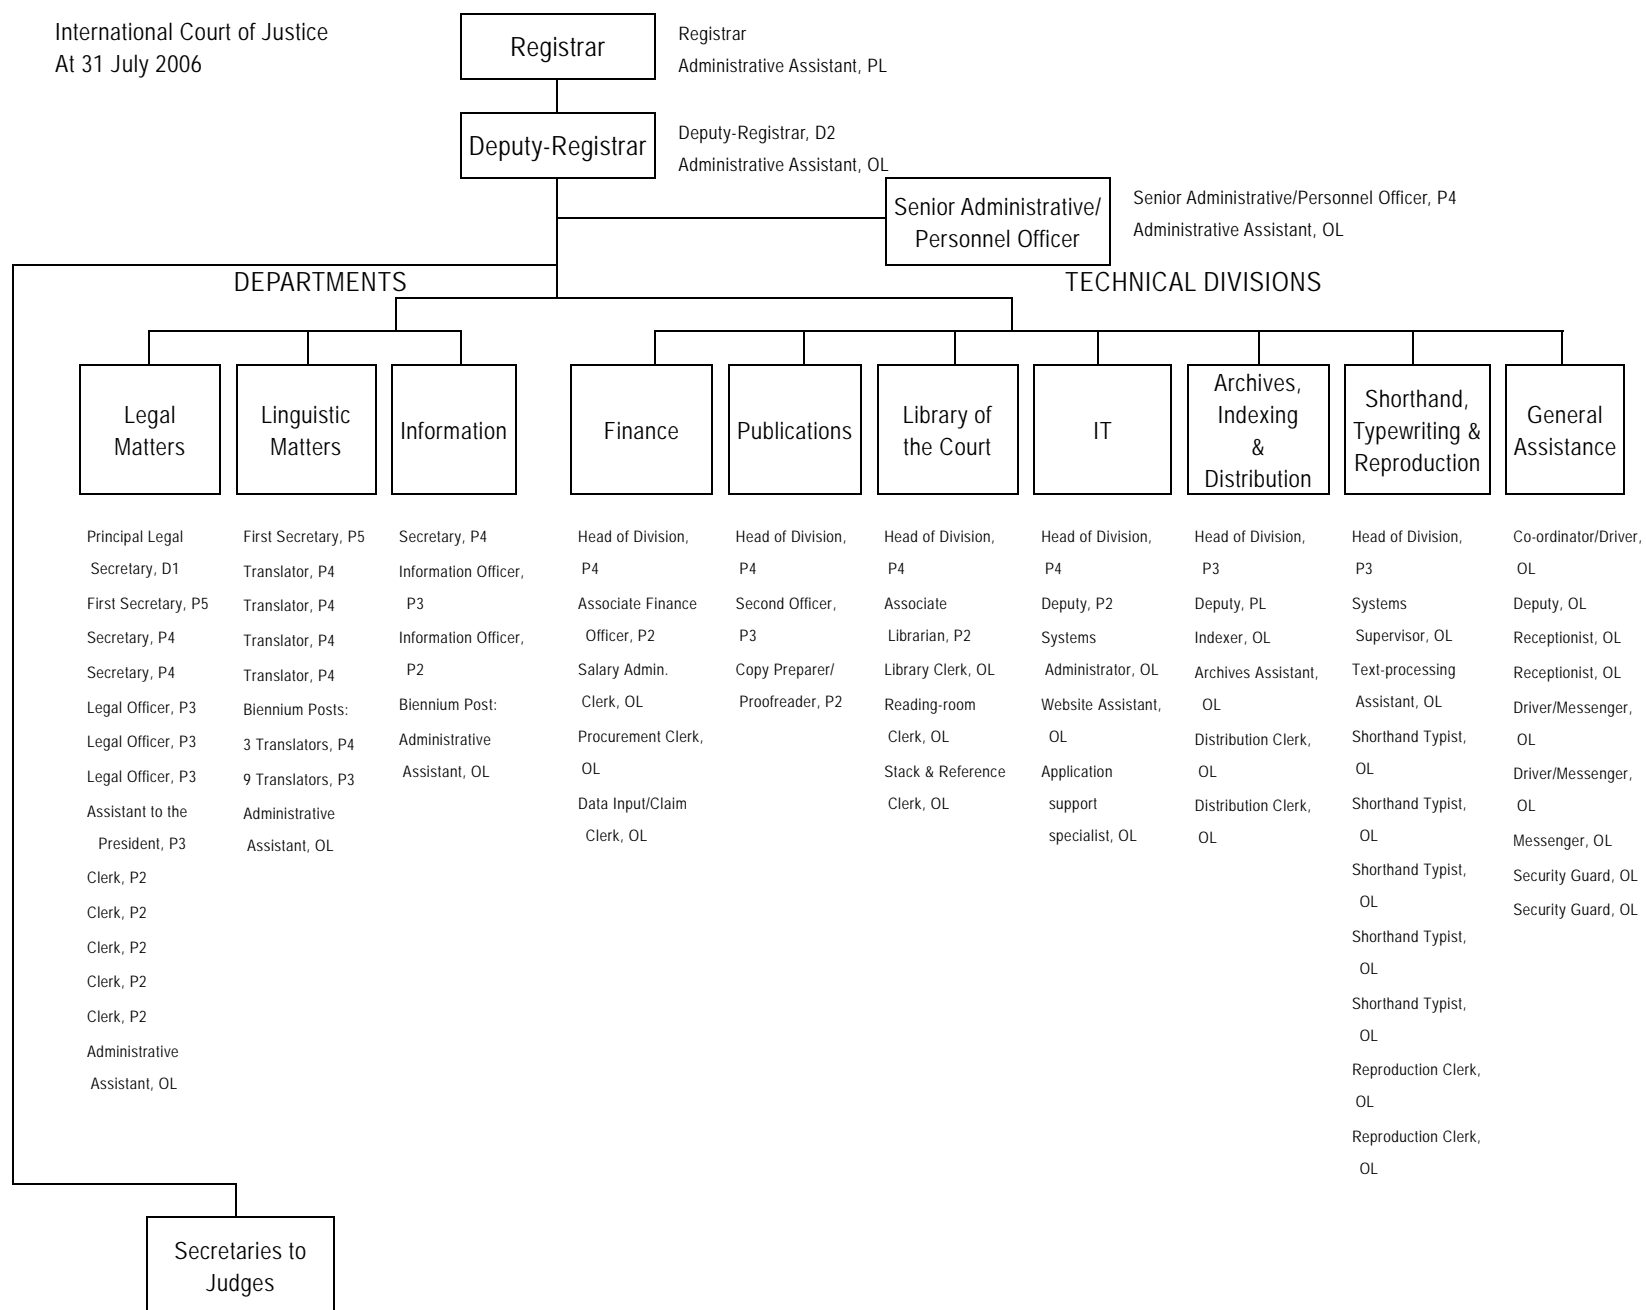 International Court of Justice
At 31 July 2006
Registrar
Registrar
Administrative Assistant, PL
Deputy-Registrar
Deputy-Registrar, D2
Administrative Assistant, OL
Senior Administrative/
Personnel Officer
Senior Administrative/Personnel Officer, P4
Administrative Assistant, OL
DEPARTMENTS
TECHNICAL DIVISIONS
Legal
Matters
Linguistic
Matters
Information
Finance
Publications
Library of
the Court
IT
Archives,
Indexing
&
Distribution
Shorthand,
Typewriting &
Reproduction
General
Assistance
Principal Legal
Secretary, D1
First Secretary, P5
Secretary, P4
Secretary, P4
Legal Officer, P3
Legal Officer, P3
Legal Officer, P3
Assistant to the
President, P3
Clerk, P2
Clerk, P2
Clerk, P2
Clerk, P2
Clerk, P2
Administrative
Assistant, OL
First Secretary, P5
Translator, P4
Translator, P4
Translator, P4
Translator, P4
Biennium Posts:
3 Translators, P4
9 Translators, P3
Administrative
Assistant, OL
Secretary, P4
Information Officer,
P3
Information Officer,
P2
Biennium Post:
Administrative
Assistant, OL
Head of Division,
P4
Associate Finance
Officer, P2
Salary Admin.
Clerk, OL
Procurement Clerk,
OL
Data Input/Claim
Clerk, OL
Head of Division,
P4
Second Officer,
P3
Copy Preparer/
Proofreader, P2
Head of Division,
P4
Associate
Librarian, P2
Library Clerk, OL
Reading-room
Clerk, OL
Stack & Reference
Clerk, OL
Head of Division,
P4
Deputy, P2
Systems
Administrator, OL
Website Assistant,
OL
Application
support
specialist, OL
Head of Division,
P3
Deputy, PL
Indexer, OL
Archives Assistant,
OL
Distribution Clerk,
OL
Distribution Clerk,
OL
Head of Division,
P3
Systems
Supervisor, OL
Text-processing
Assistant, OL
Shorthand Typist,
OL
Shorthand Typist,
OL
Shorthand Typist,
OL
Shorthand Typist,
OL
Shorthand Typist,
OL
Reproduction Clerk,
OL
Reproduction Clerk,
OL
Co-ordinator/Driver,
OL
Deputy, OL
Receptionist, OL
Receptionist, OL
Driver/Messenger,
OL
Driver/Messenger,
OL
Messenger, OL
Security Guard, OL
Security Guard, OL
Secretaries to
Judges